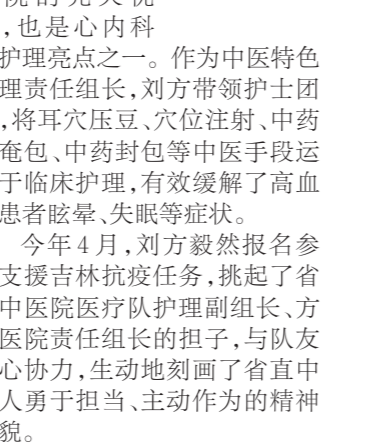 ,也是心内科
护理亮点之一。作为中医特色
理责任组长,刘方带领护士团
,将耳穴压豆、穴位注射、中药
奄包、中药封包等中医手段运
于临床护理,有效缓解了高血
患者眩晕、失眠等症状。
今年4月,刘方毅然报名参
支援吉林抗疫任务,挑起了省
中医院医疗队护理副组长、方
医院责任组长的担子,与队友
心协力,生动地刻画了省直中
人勇于担当、主动作为的精神
貌。